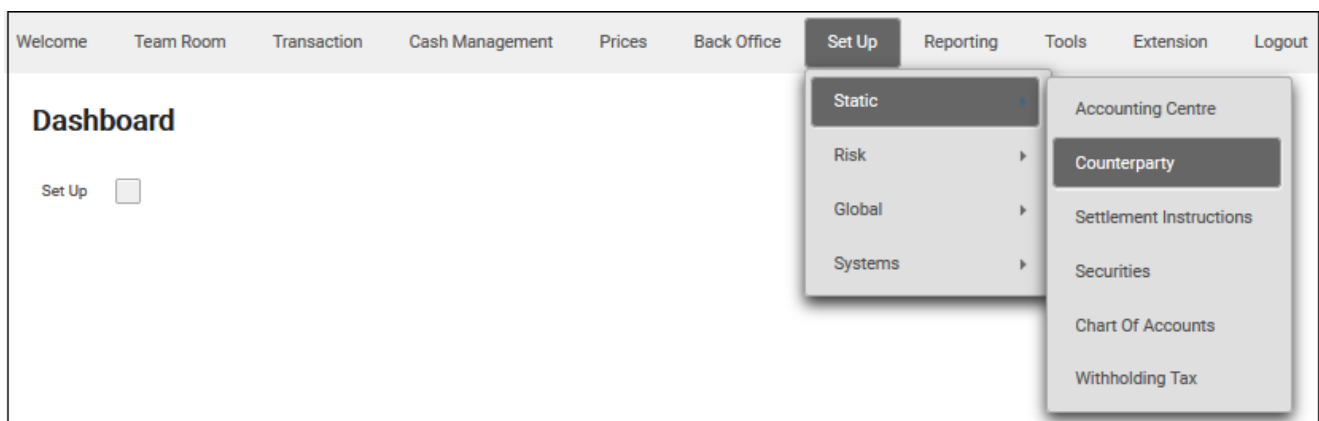 Welcome Team Room Transaction Cash Management Prices Back Office Set Up Reporting Tools Extension Logout
Dashboard
Set Up
Static
Risk
Global
Systems
Accounting Centre
Counterparty
Settlement Instructions
Securities
Chart Of Accounts
Withholding Tax